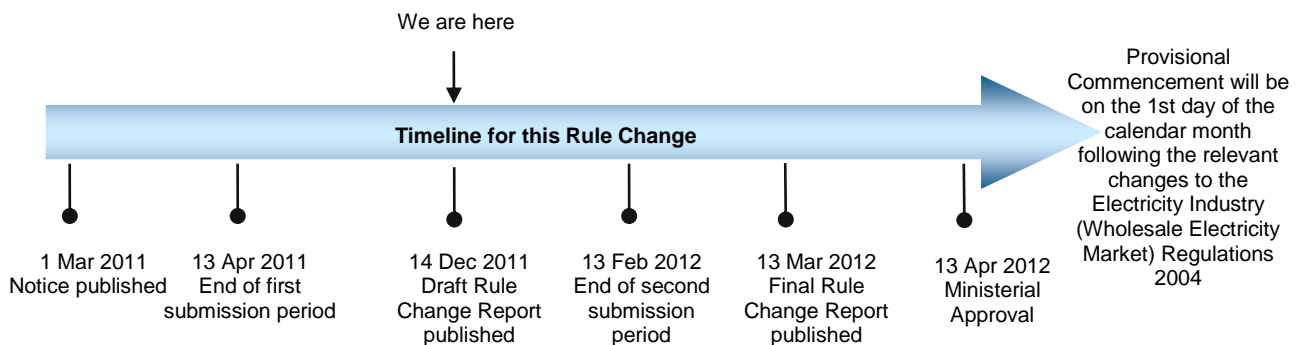 We are here
Timeline for this Rule Change
1 Mar 2011
Notice published
13 Apr 2011
End of first
submission period
14 Dec 2011
Draft Rule
Change Report
published
13 Feb 2012
End of second
submission
period
13 Mar 2012
Final Rule
Change Report
published
13 Apr 2012
Ministerial
Approval
Provisional
Commencement will be
on the 1st day of the
calendar month
following the relevant
changes to the
Electricity Industry
(Wholesale Electricity
Market) Regulations
2004